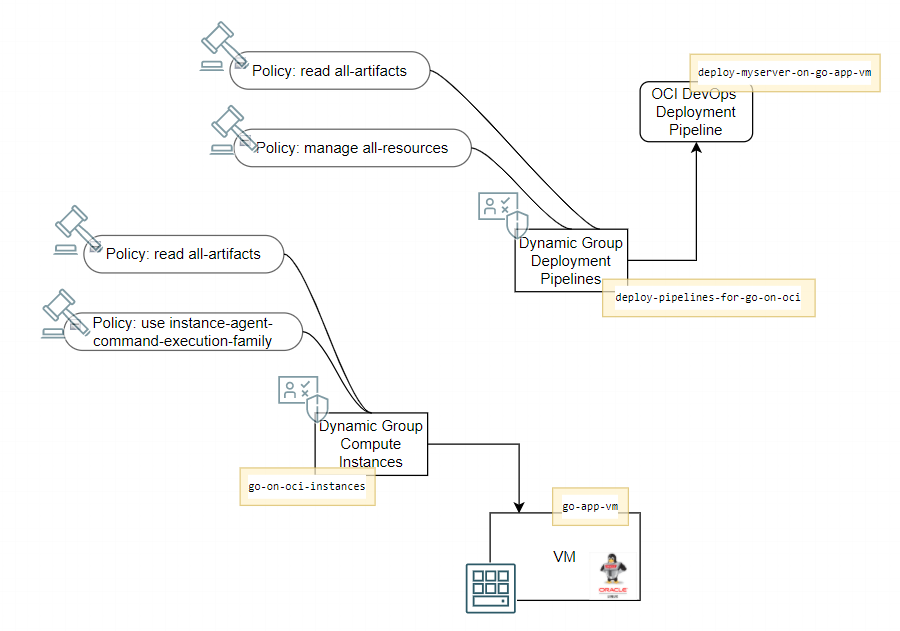 Policy: read all-artifacts
deploy-myserver-on-go-app-vm
OCI DevOps
Deployment
Pipeline
Policy: manage all-resources
Dynamic Group
Deployment
Pipelines
deploy-pipelines-for-go-on-oci
Policy: read all-artifacts
Policy: use instance-agent-
command-execution-family
Dynamic Group
Compute
Instances
go-on-oci-instances
go-app-vm
VM
ORACLE